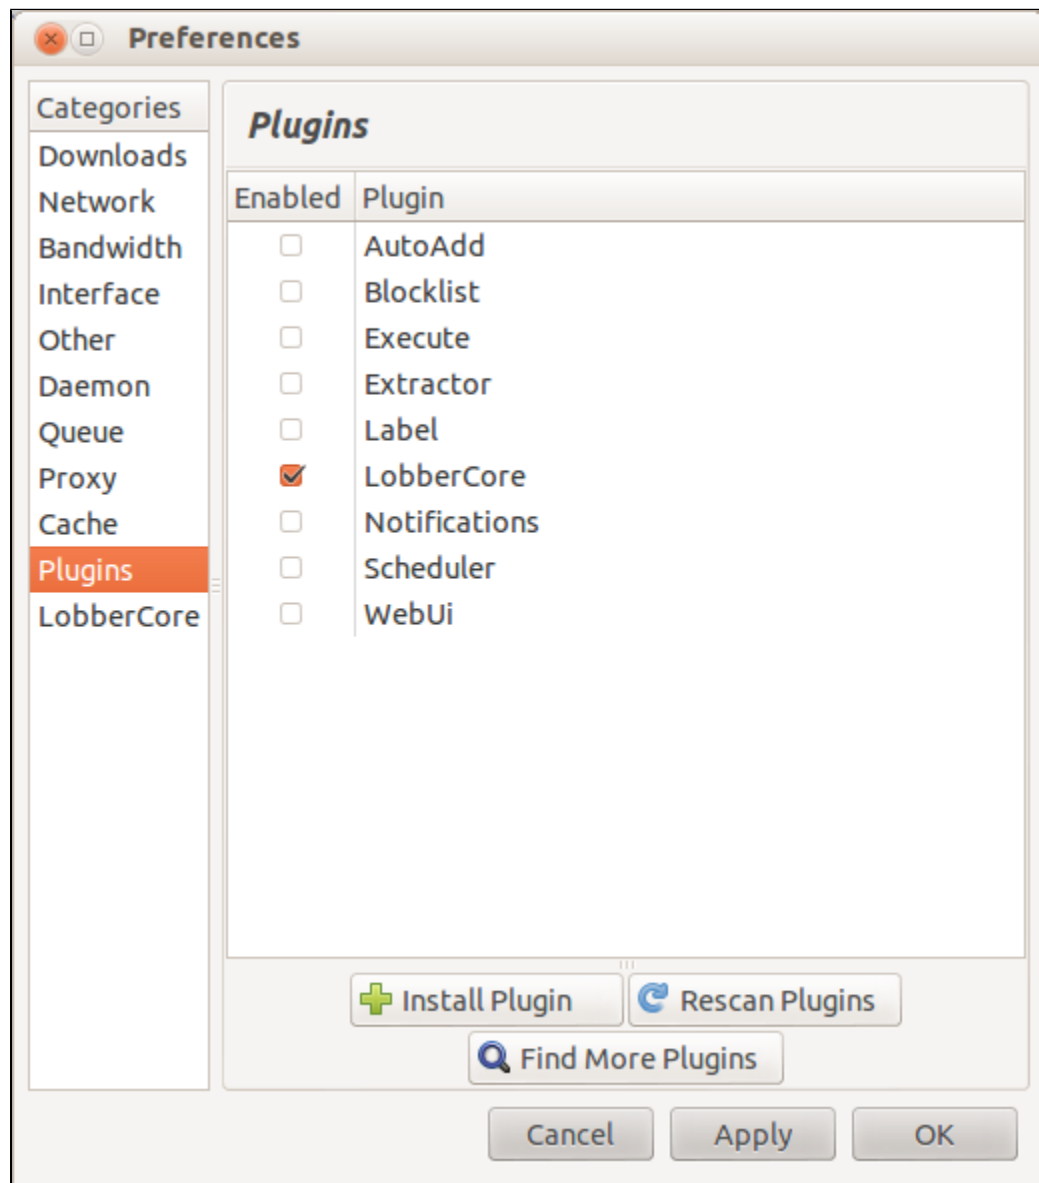 Preferences
Categories
Downloads
Network
Bandwidth
Interface
Other
Daemon
Queue
Proxy
Cache
Plugins
LobberCore
Plugins
Enabled Plugin
AutoAdd
Blocklist
Execute
Extractor
Label
LobberCore
Notifications
Scheduler
WebUi
Install Plugin Rescan Plugins
Find More Plugins
Cancel Apply OK